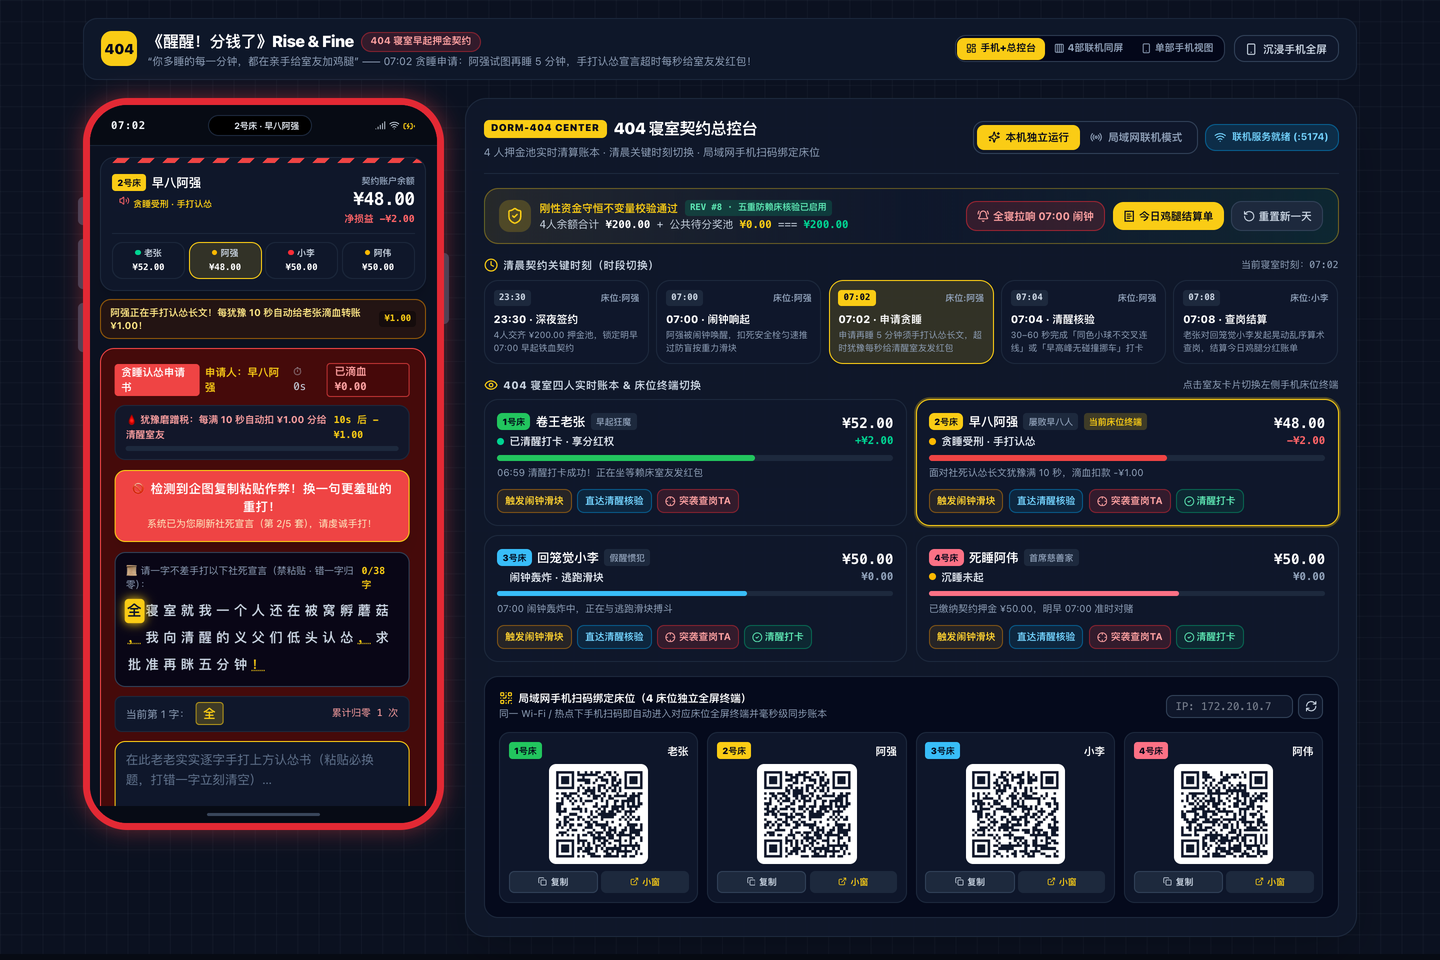 404
《醒醒！分钱了》Rise & Fine
404 寝室早起押金契约
“你多睡的每一分钟，都在亲手给室友加鸡腿” —— 07:02 贪睡申请：阿强试图再睡 5 分钟，手打认怂宣言超时每秒给室友发红包！
手机+总控台
4部联机同屏
单部手机视图
沉浸手机全屏
07:02
2号床 · 早八阿强
2号床
早八阿强
贪睡受刑 · 手打认怂
契约账户余额
¥48.00
净损益 -¥2.00
老张
¥52.00
阿强
¥48.00
小李
¥50.00
阿伟
¥50.00
阿强正在手打认怂长文！每犹豫 10 秒自动给老张滴血转账
¥1.00！
¥1.00
贪睡认怂申请
书
申请人：早八阿
强
0s
已滴血
¥0.00
犹豫磨蹭税：每满 10 秒自动扣 ¥1.00 分给
清醒室友
10s 后 -
¥1.00
检测到企图复制粘贴作弊！换一句更羞耻的
重打！
系统已为您刷新社死宣言（第 2/5 套），请虔诚手打！
请一字不差手打以下社死宣言（禁粘贴 · 错一字归
零）：
0/38
字
全寝室就我一个人还在被窝孵蘑菇
，我向清醒的义父们低头认怂，求
批准再眯五分钟！
当前第 1 字：
全
累计归零 1 次
在此老老实实逐字手打上方认怂书（粘贴必换
题，打错一字立刻清空）...
DORM-404 CENTER
404 寝室契约总控台
4 人押金池实时清算账本 · 清晨关键时刻切换 · 局域网手机扫码绑定床位
本机独立运行
局域网联机模式
联机服务就绪 (:5174)
刚性资金守恒不变量校验通过
REV #8 · 五重防赖床核验已启用
4人余额合计 ¥200.00 + 公共待分奖池 ¥0.00 === ¥200.00
全寝拉响 07:00 闹钟
今日鸡腿结算单
重置新一天
清晨契约关键时刻（时段切换）
当前寝室时刻：07:02
23:30
床位:阿强
23:30 · 深夜签约
4人交齐 ¥200.00 押金池，锁定明早
07:00 早起铁血契约
07:00
床位:阿强
07:00 · 闹钟响起
阿强被闹钟唤醒，扣死安全栓匀速推
过防盲按重力滑块
07:02
床位:阿强
07:02 · 申请贪睡
申请再睡 5 分钟须手打认怂长文，超
时犹豫每秒给清醒室友发红包
07:04
床位:阿强
07:04 · 清醒核验
30–60 秒完成「同色小球不交叉连
线」或「早高峰无碰撞挪车」打卡
07:08
床位:小李
07:08 · 查岗结算
老张对回笼觉小李发起晃动乱序算术
查岗，结算今日鸡腿分红账单
404 寝室四人实时账本 & 床位终端切换
点击室友卡片切换左侧手机床位终端
1号床
卷王老张
早起狂魔
¥52.00
已清醒打卡 · 享分红权
+¥2.00
06:59 清醒打卡成功！正在坐等赖床室友发红包
触发闹钟滑块
直达清醒核验
突袭查岗TA
2号床
早八阿强
屡败早八人
当前床位终端
¥48.00
贪睡受刑 · 手打认怂
-¥2.00
面对社死认怂长文犹豫满 10 秒，滴血扣款 -¥1.00
触发闹钟滑块
直达清醒核验
突袭查岗TA
清醒打卡
3号床
回笼觉小李
假醒惯犯
¥50.00
闹钟轰炸 · 逃跑滑块
¥0.00
07:00 闹钟轰炸中，正在与逃跑滑块搏斗
触发闹钟滑块
直达清醒核验
突袭查岗TA
清醒打卡
4号床
死睡阿伟
首席慈善家
¥50.00
沉睡未起
¥0.00
已缴纳契约押金 ¥50.00，明早 07:00 准时对赌
触发闹钟滑块
直达清醒核验
突袭查岗TA
清醒打卡
局域网手机扫码绑定床位（4 床位独立全屏终端）
同一 Wi-Fi / 热点下手机扫码即自动进入对应床位全屏终端并毫秒级同步账本
IP: 172.20.10.7
1号床
老张
复制
小窗
2号床
阿强
复制
小窗
3号床
小李
复制
小窗
4号床
阿伟
复制
小窗